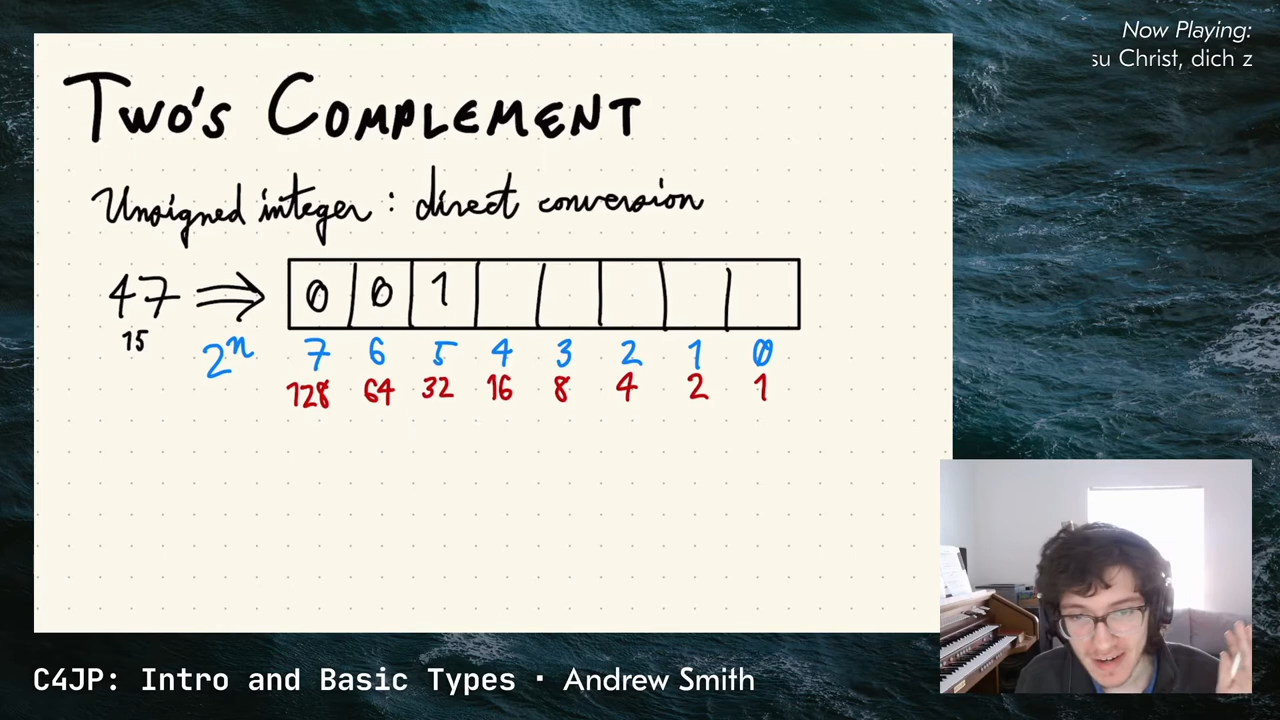 Now Playing:
su Christ, dich z
Two's Complement
Unsigned integer: direct conversion
47 ⇒ 0 0 1
15
2ⁿ 7 6 5 4 3 2 1 0
128 64 32 16 8 4 2 1
C4JP: Intro and Basic Types · Andrew Smith